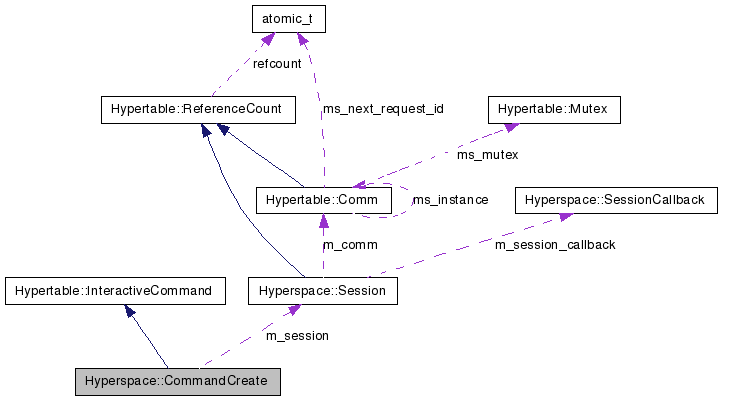 atomic_t
refcount
Hypertable::ReferenceCount
ms_next_request_id
Hypertable::Mutex
ms_mutex
Hypertable::Comm
ms_instance
Hyperspace::SessionCallback
m_comm
m_session_callback
Hypertable::InteractiveCommand
Hyperspace::Session
m_session
Hyperspace::CommandCreate